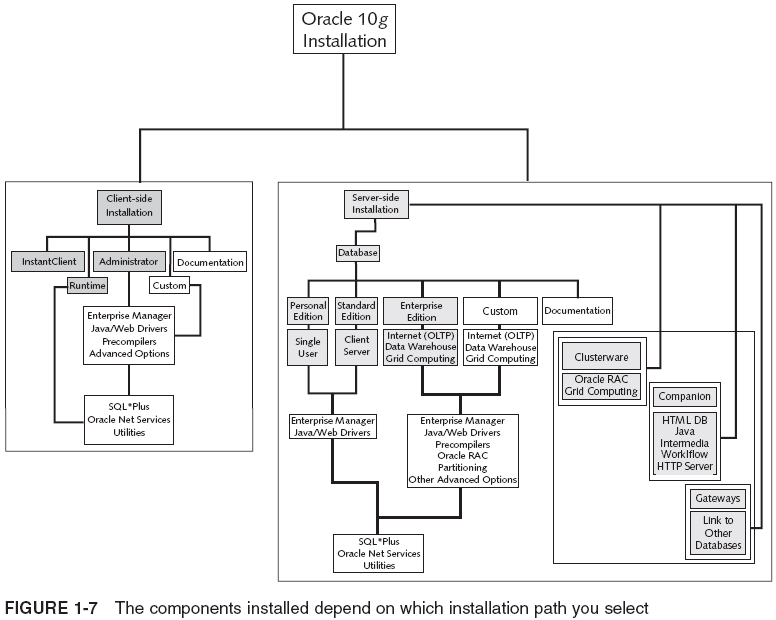 Oracle 10g
Installation
Client-side
Installation
InstantClient
Administrator
Documentation
Runtime
Custom
Enterprise Manager
Java/Web Drivers
Precompilers
Advanced Options
SQL*Plus
Oracle Net Services
Utilities
Server-side
Installation
Database
Personal
Edition
Standard
Edition
Enterprise
Edition
Custom
Documentation
Single
User
Client
Server
Internet (OLTP)
Data Warehouse
Grid Computing
Internet (OLTP)
Data Warehouse
Grid Computing
Enterprise Manager
Java/Web Drivers
Enterprise Manager
Java/Web Drivers
Precompilers
Oracle RAC
Partitioning
Other Advanced Options
SQL*Plus
Oracle Net Services
Utilities
Clusterware
Oracle RAC
Grid Computing
Companion
HTML DB
Java
Intermedia
Workflow
HTTP Server
Gateways
Link to
Other
Databases
FIGURE 1-7 The components installed depend on which installation path you select